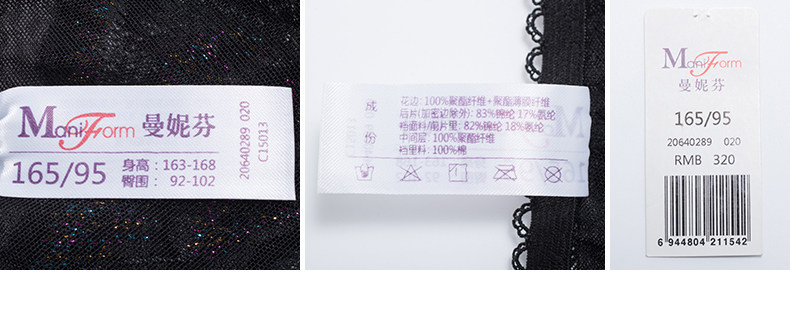 ManiForm 曼妮芬
165/95
身高：163-168
臀围： 92-102
20640289 020
C15013
成份
花边：100%聚酯纤维+聚酯薄膜纤维
后片(加密边除外)：83%锦纶 17%氨纶
裆面料/前片里：82%锦纶 18%氨纶
中间层：100%聚酯纤维
裆里料：100%棉
ManiForm
曼妮芬
165/95
20640289 020
RMB 320
6 944804 211542